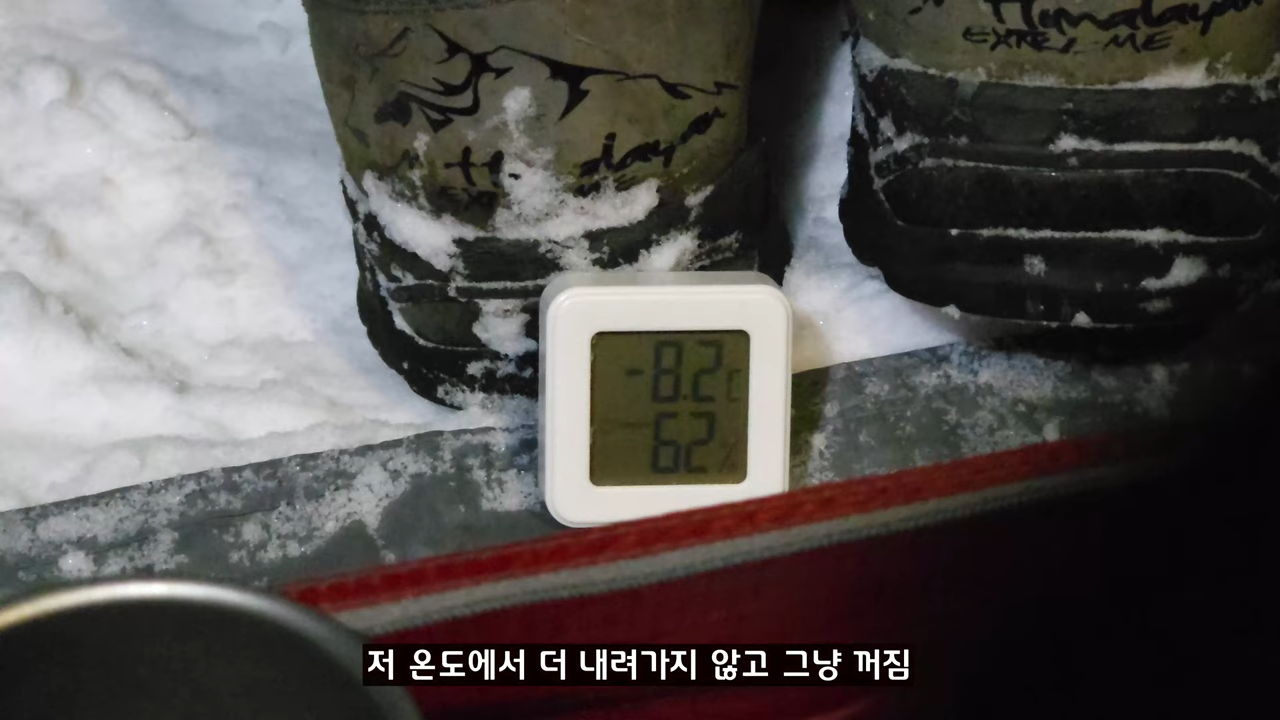 Himalayan
EXTREME
-8.2℃
62%
저 온도에서 더 내려가지 않고 그냥 꺼짐